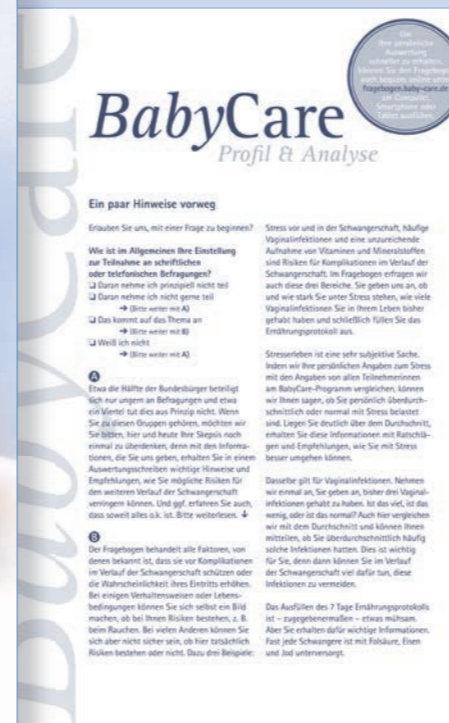 BabyCare
Um
Ihre persönliche
Auswertung
schneller zu erhalten,
können Sie den Fragebogen
auch bequem online unter
fragebogen.baby-care.de
am Computer,
Smartphone oder
Tablet ausfüllen.
BabyCare
Profil & Analyse
Ein paar Hinweise vorweg
Erlauben Sie uns, mit einer Frage zu beginnen?
Wie ist im Allgemeinen Ihre Einstellung
zur Teilnahme an schriftlichen
oder telefonischen Befragungen?
❏ Daran nehme ich prinzipiell nicht teil
❏ Daran nehme ich nicht gerne teil
➔ (Bitte weiter mit A)
❏ Das kommt auf das Thema an
➔ (Bitte weiter mit B)
❏ Weiß ich nicht
➔ (Bitte weiter mit A)
A
Etwa die Hälfte der Bundesbürger beteiligt
sich nur ungern an Befragungen und etwa
ein Viertel tut dies aus Prinzip nicht. Wenn
Sie zu diesen Gruppen gehören, möchten wir
Sie bitten, hier und heute Ihre Skepsis noch
einmal zu überdenken, denn mit den Informa-
tionen, die Sie uns geben, erhalten Sie in einem
Auswertungsschreiben wichtige Hinweise und
Empfehlungen, wie Sie mögliche Risiken für
den weiteren Verlauf der Schwangerschaft
verringern können. Und ggf. erfahren Sie auch,
dass soweit alles o.k. ist. Bitte weiterlesen. ↓
B
Der Fragebogen behandelt alle Faktoren, von
denen bekannt ist, dass sie vor Komplikationen
im Verlauf der Schwangerschaft schützen oder
die Wahrscheinlichkeit ihres Eintritts erhöhen.
Bei einigen Verhaltensweisen oder Lebens-
bedingungen können Sie sich selbst ein Bild
machen, ob bei Ihnen Risiken bestehen, z. B.
beim Rauchen. Bei vielen Anderen können Sie
sich aber nicht sicher sein, ob hier tatsächlich
Risiken bestehen oder nicht. Dazu drei Beispiele:
Stress vor und in der Schwangerschaft, häufige
Vaginalinfektionen und eine unzureichende
Aufnahme von Vitaminen und Mineralstoffen
sind Risiken für Komplikationen im Verlauf der
Schwangerschaft. Im Fragebogen erfragen wir
auch diese drei Bereiche. Sie geben uns an, ob
und wie stark Sie unter Stress stehen, wie viele
Vaginalinfektionen Sie in Ihrem Leben bisher
gehabt haben und schließlich füllen Sie das
Ernährungsprotokoll aus.
Stresserleben ist eine sehr subjektive Sache.
Indem wir Ihre persönlichen Angaben zum Stress
mit den Angaben von allen Teilnehmerinnen
am BabyCare-Programm vergleichen, können
wir Ihnen sagen, ob Sie persönlich überdurch-
schnittlich oder normal mit Stress belastet
sind. Liegen Sie deutlich über dem Durchschnitt,
erhalten Sie diese Informationen mit Ratschlä-
gen und Empfehlungen, wie Sie mit Stress
besser umgehen können.
Dasselbe gilt für Vaginalinfektionen. Nehmen
wir einmal an, Sie geben an, bisher drei Vaginal-
infektionen gehabt zu haben. Ist das viel, ist das
wenig, oder ist das normal? Auch hier vergleichen
wir mit dem Durchschnitt und können Ihnen
mitteilen, ob Sie überdurchschnittlich häufig
solche Infektionen hatten. Dies ist wichtig
für Sie, denn dann können Sie im Verlauf
der Schwangerschaft viel dafür tun, diese
Infektionen zu vermeiden.
Das Ausfüllen des 7 Tage Ernährungsprotokolls
ist – zugegebenermaßen – etwas mühsam.
Aber Sie erhalten dafür wichtige Informationen.
Fast jede Schwangere ist mit Folsäure, Eisen
und Jod unterversorgt.